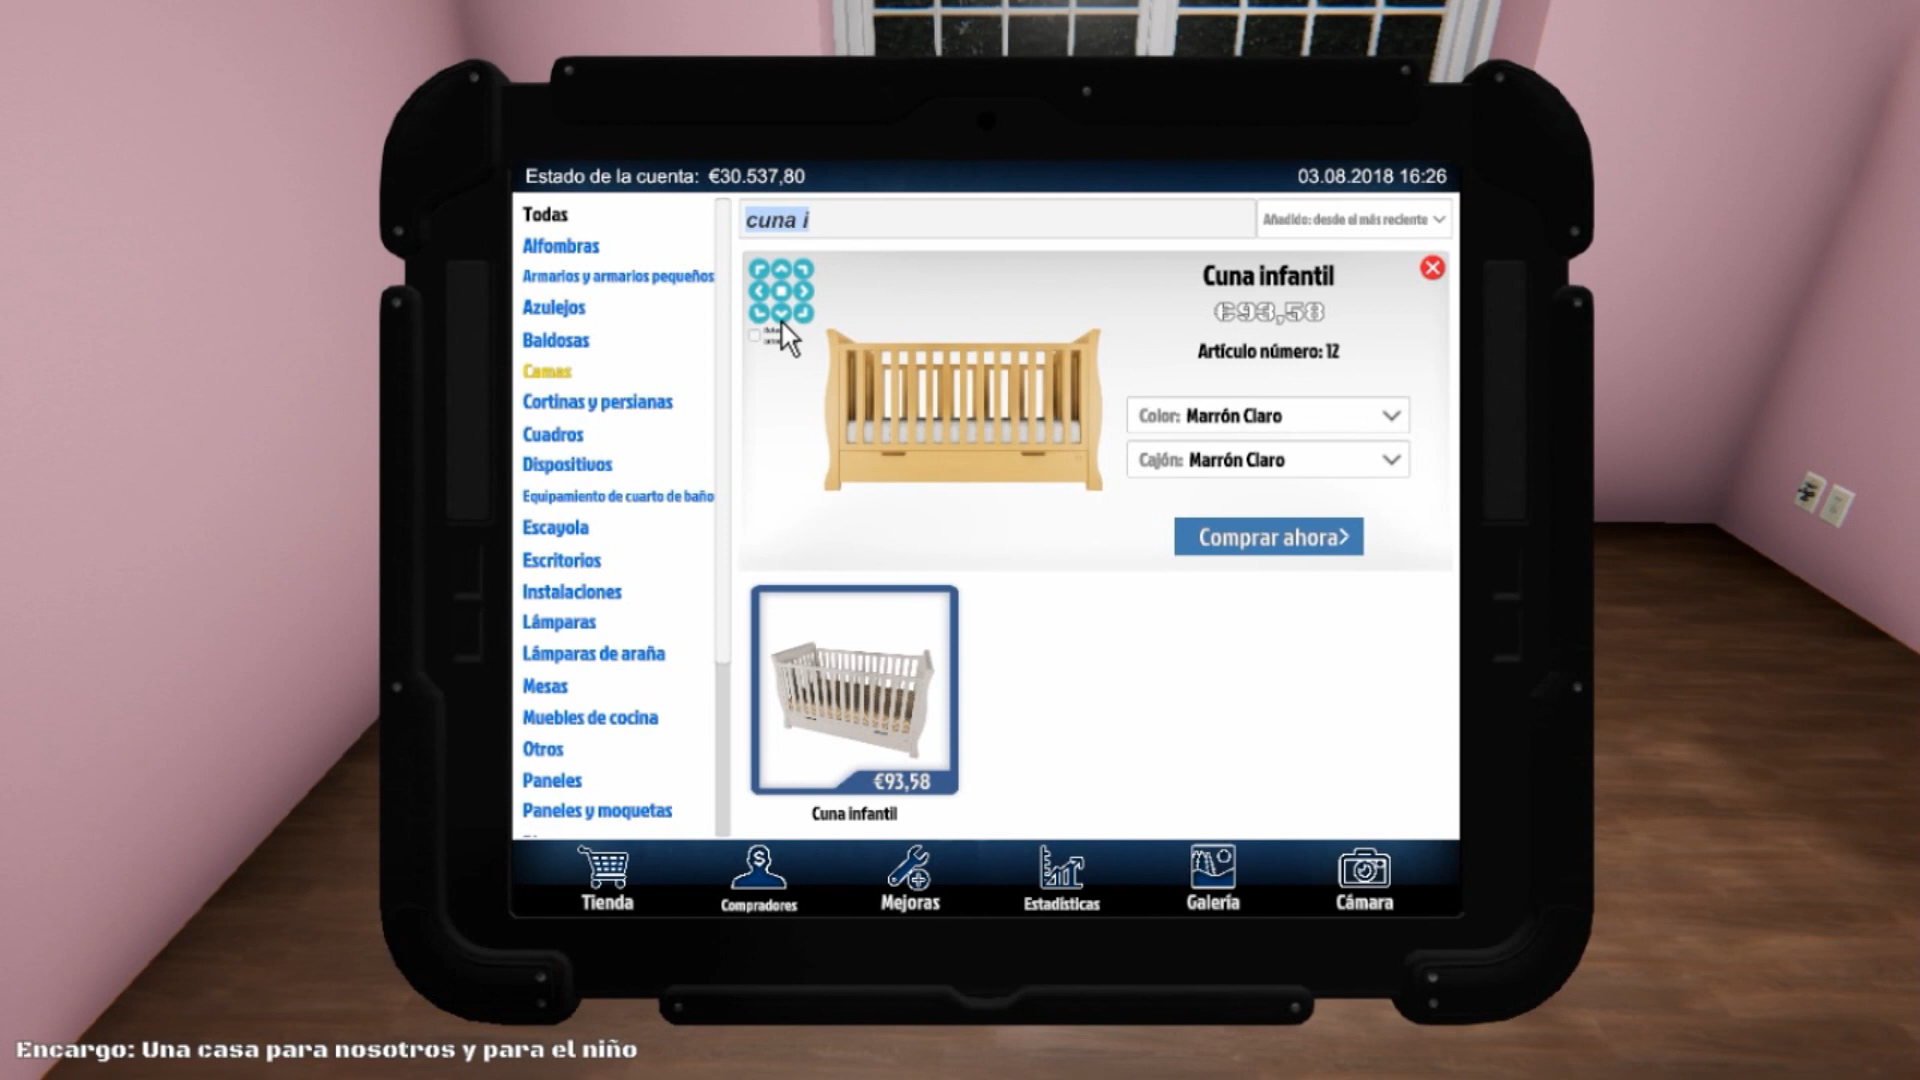 Estado de la cuenta: €30.537,80
03.08.2018 16:26
Todas
Alfombras
Armarios y armarios pequeños
Azulejos
Baldosas
Camas
Cortinas y persianas
Cuadros
Dispositivos
Equipamiento de cuarto de baño
Escayola
Escritorios
Instalaciones
Lámparas
Lámparas de araña
Mesas
Muebles de cocina
Otros
Paneles
Paneles y moquetas
cuna i
Añadido: desde el más reciente
Cuna infantil
€93,58
Artículo número: 12
Color: Marrón Claro
Cajón: Marrón Claro
Comprar ahora>
€93,58
Cuna infantil
Tienda
Compradores
Mejoras
Estadísticas
Galería
Cámara
Encargo: Una casa para nosotros y para el niño